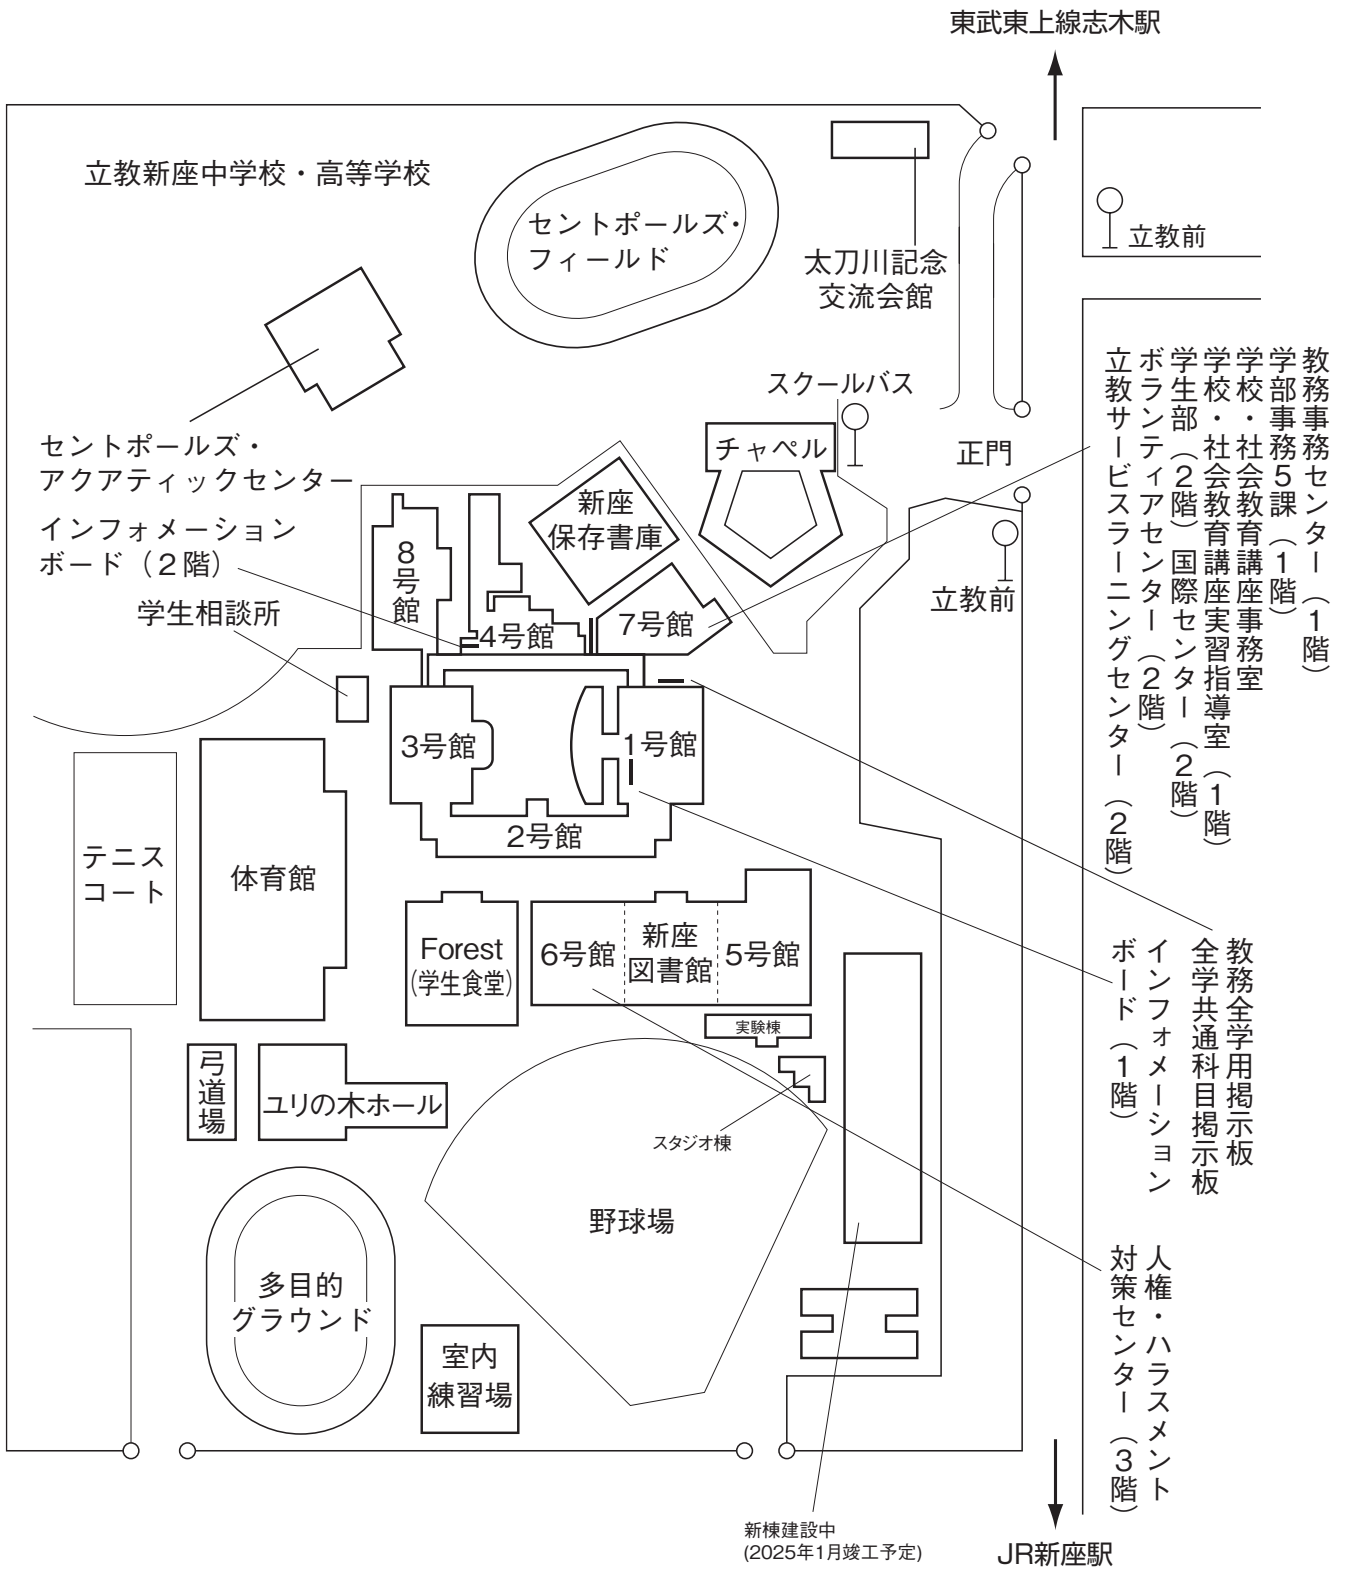 東武東上線志木駅
立教新座中学校・高等学校
セントポールズ・
フィールド
太刀川記念
交流会館
立教前
スクールバス
チャペル
正門
セントポールズ・
アクアティックセンター
インフォメーション
ボード（２階）
学生相談所
8号館
新座
保存書庫
4号館
7号館
立教前
教務事務センター（１階）
学部事務５課（１階）
学校・社会教育講座事務室
学校・社会教育講座実習指導室（１階）
学生部（２階）国際センター（２階）
ボランティアセンター（２階）
立教サービスラーニングセンター（２階）
3号館
1号館
2号館
テニス
コート
体育館
Forest
(学生食堂)
6号館
新座
図書館
5号館
実験棟
スタジオ棟
教務全学用掲示板
全学共通科目掲示板
インフォメーション
ボード（１階）
弓道場
ユリの木ホール
野球場
多目的
グラウンド
室内
練習場
人権・ハラスメント
対策センター（３階）
新棟建設中
(2025年1月竣工予定)
JR新座駅